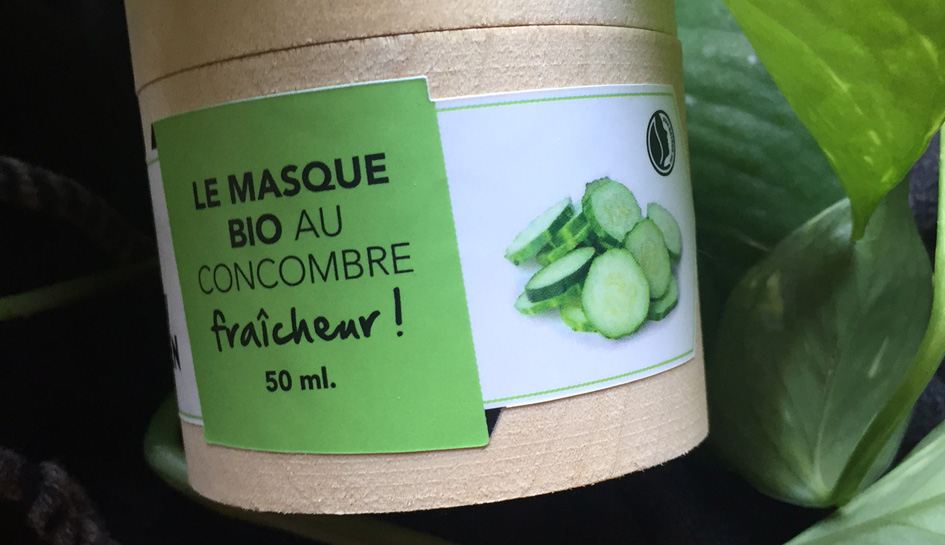 LE MASQUE
BIO AU
CONCOMBRE
fraîcheur !
50 ml.